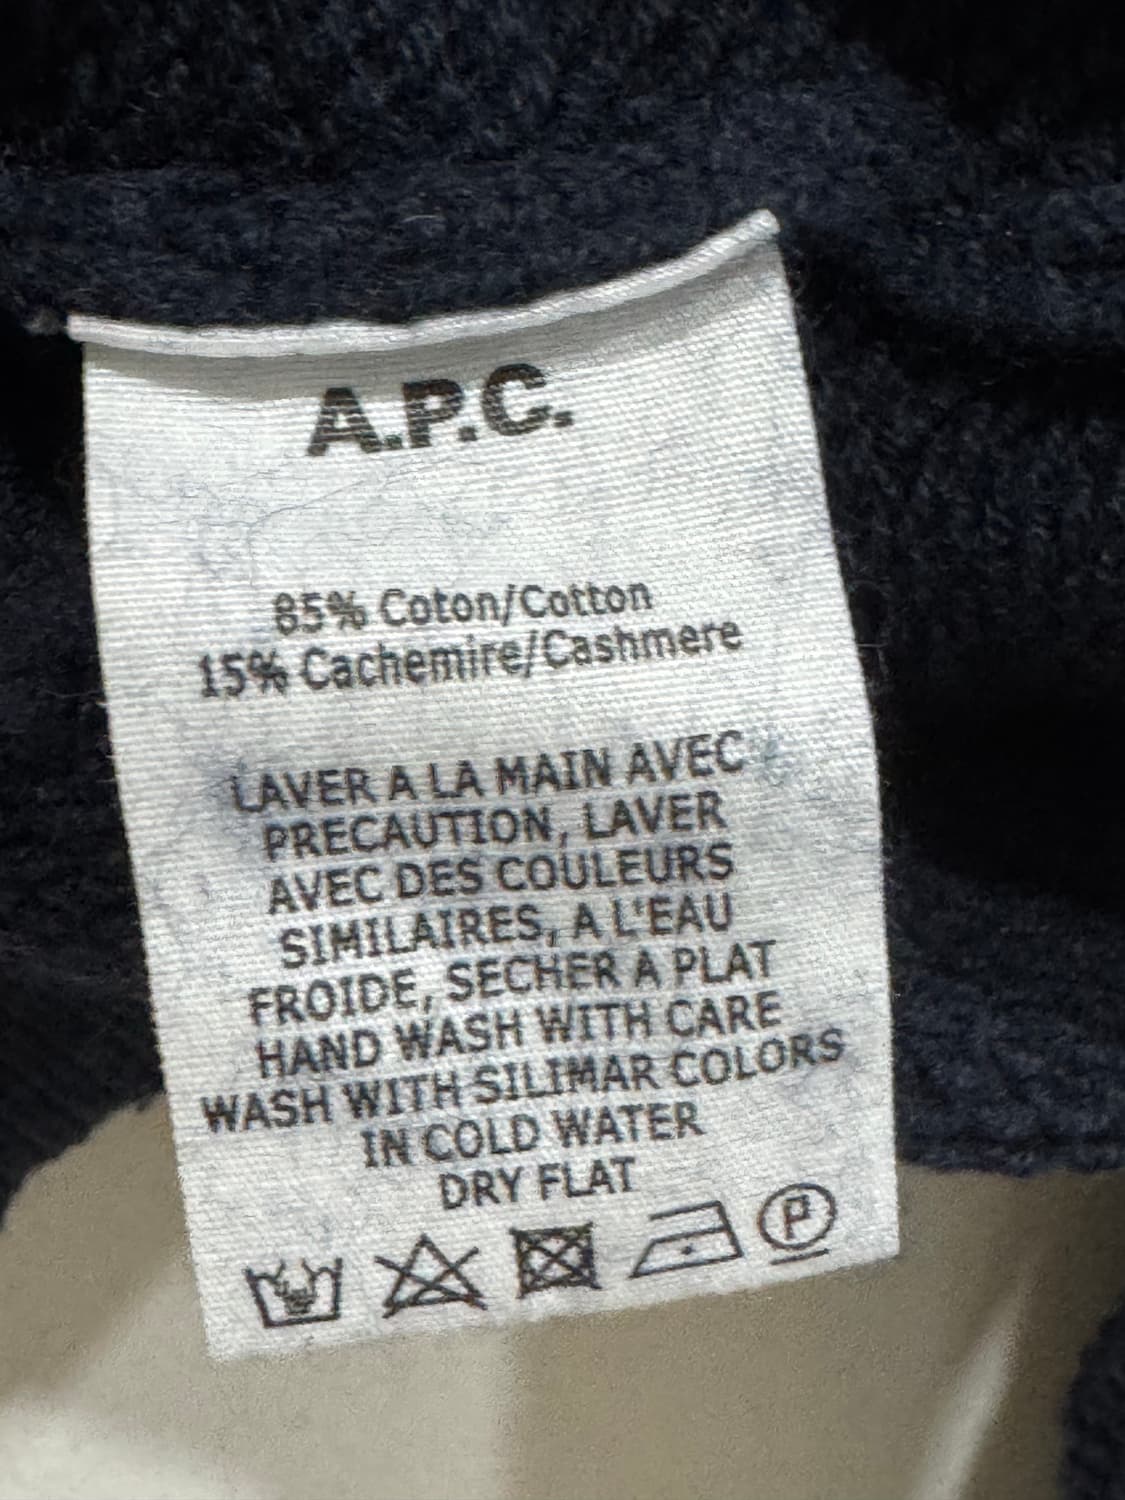 A.P.C.
85% Coton/Cotton
15% Cachemire/Cashmere
LAVER A LA MAIN AVEC
PRECAUTION, LAVER
AVEC DES COULEURS
SIMILAIRES, A L'EAU
FROIDE, SECHER A PLAT
HAND WASH WITH CARE
WASH WITH SILIMAR COLORS
IN COLD WATER
DRY FLAT
P